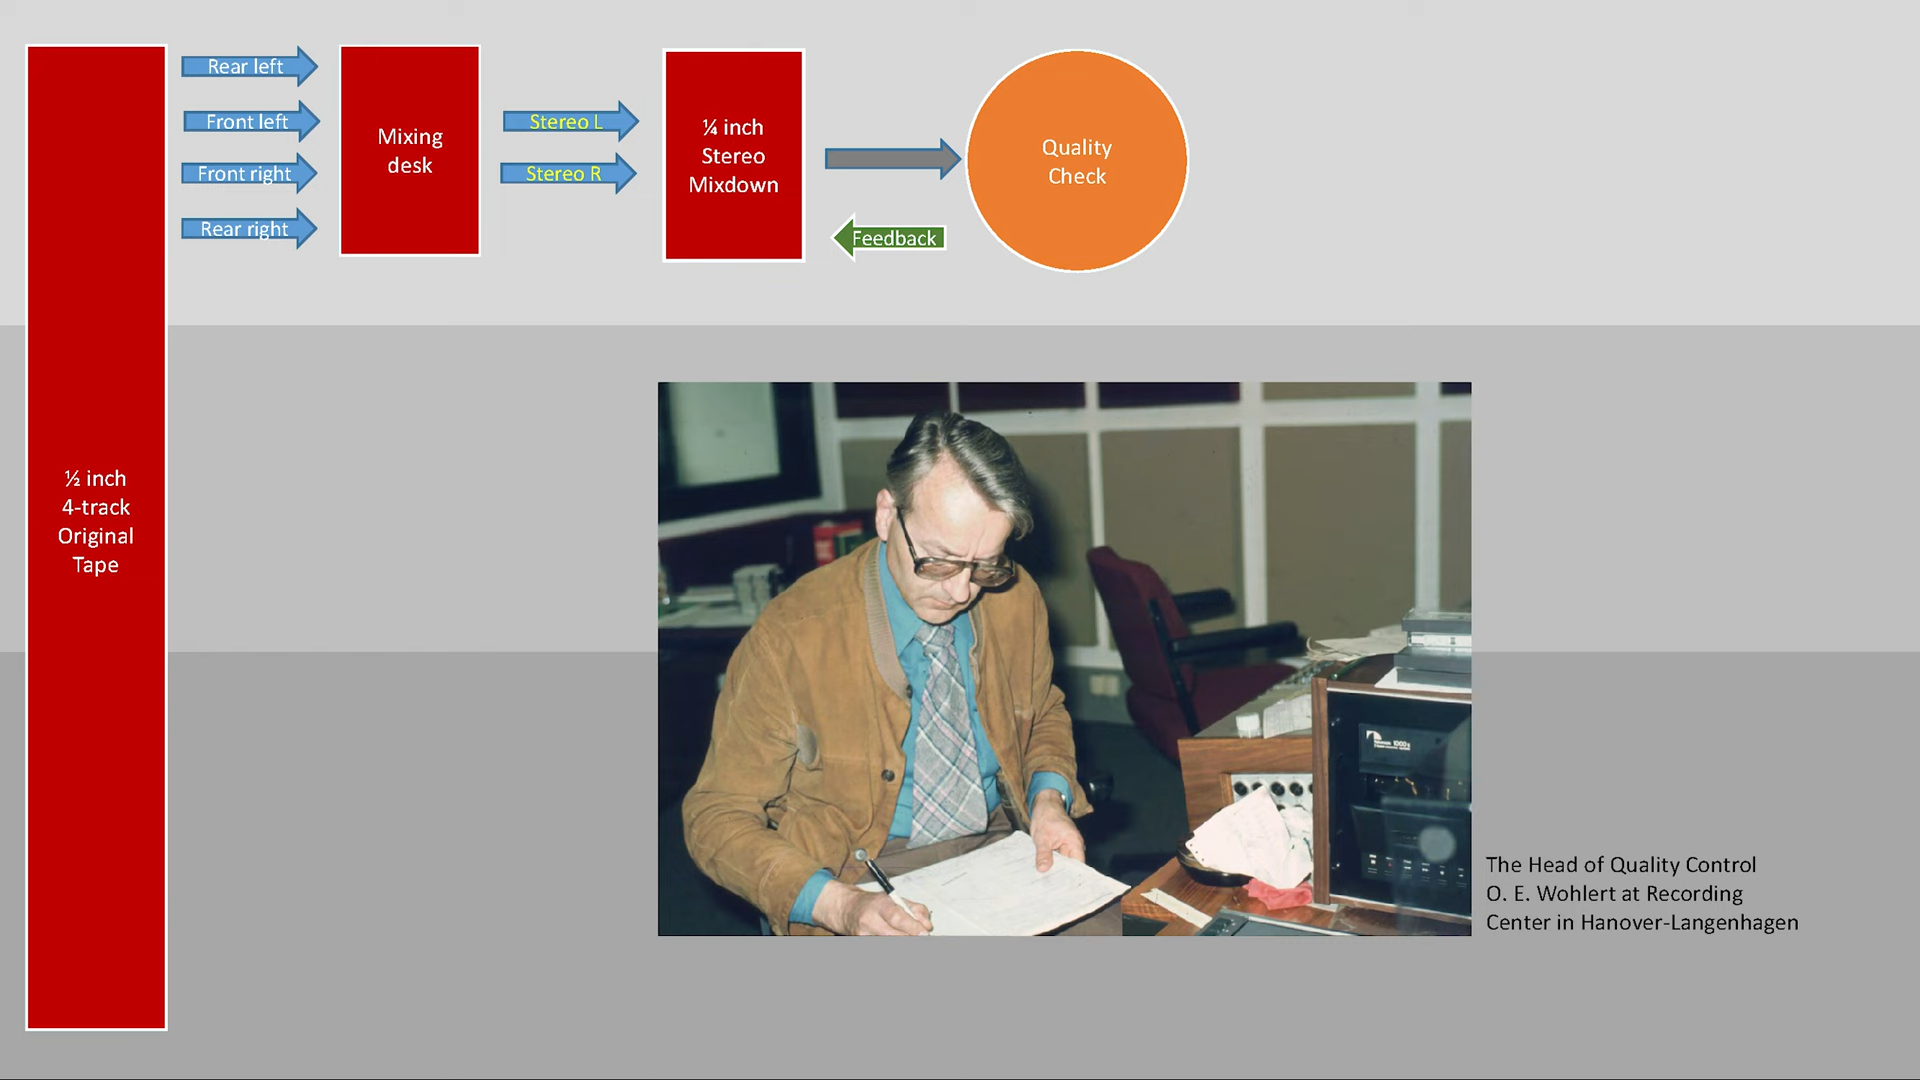 Rear left
Front left
Front right
Rear right
Mixing
desk
Stereo L
Stereo R
¼ inch
Stereo
Mixdown
Quality
Check
Feedback
½ inch
4-track
Original
Tape
1000
The Head of Quality Control
O. E. Wohlert at Recording
Center in Hanover-Langenhagen